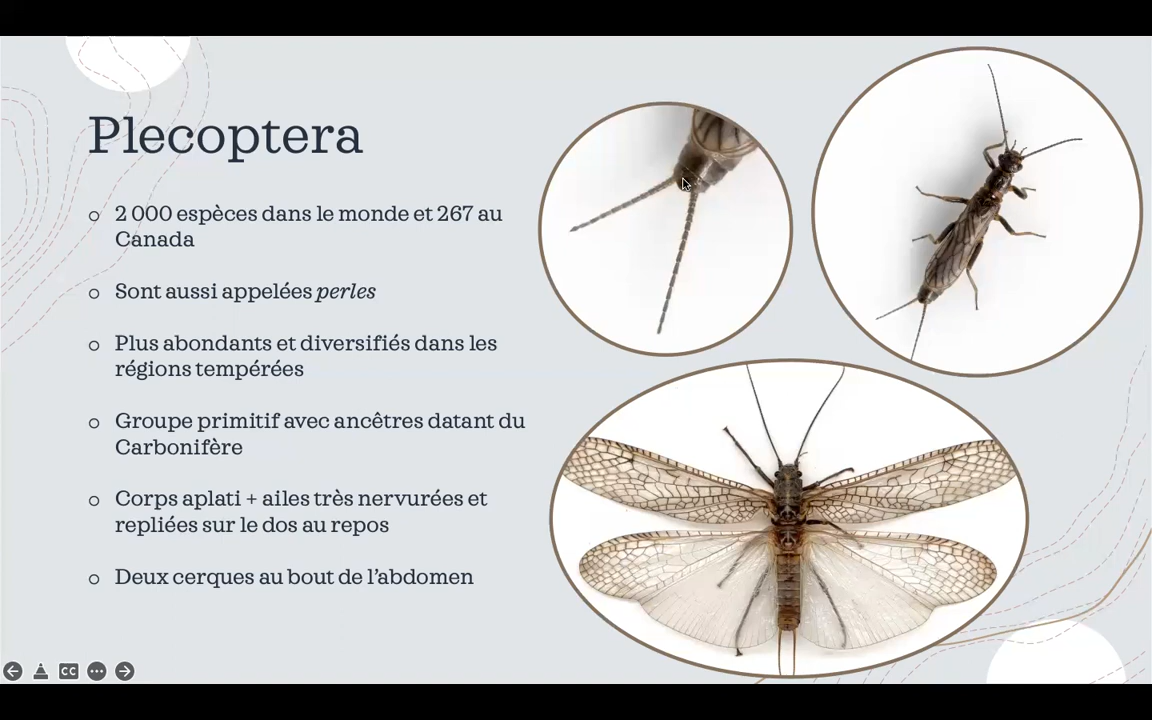 Plecoptera
2 000 espèces dans le monde et 267 au
Canada
Sont aussi appelées perles
Plus abondants et diversifiés dans les
régions tempérées
Groupe primitif avec ancêtres datant du
Carbonifère
Corps aplati + ailes très nervurées et
repliées sur le dos au repos
Deux cerques au bout de l’abdomen
CC